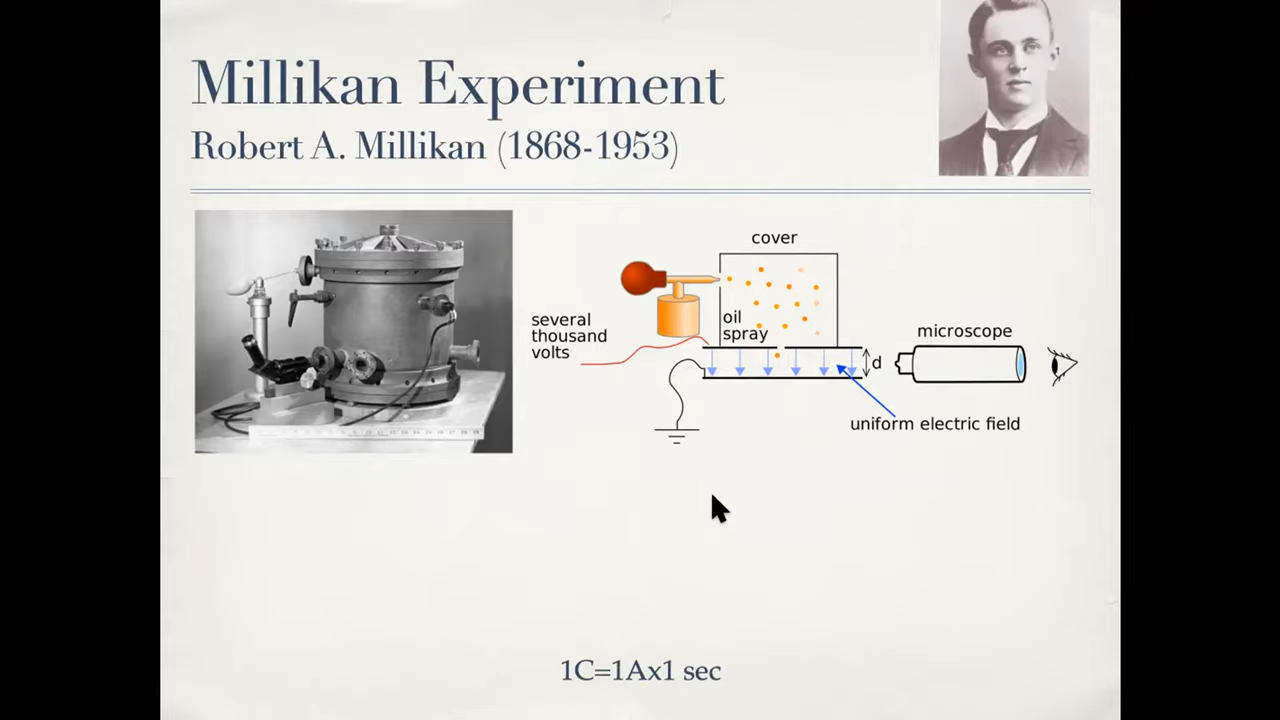 Millikan Experiment
Robert A. Millikan (1868-1953)
cover
several
thousand
volts
oil
spray
d
microscope
uniform electric field
1C=1Ax1 sec